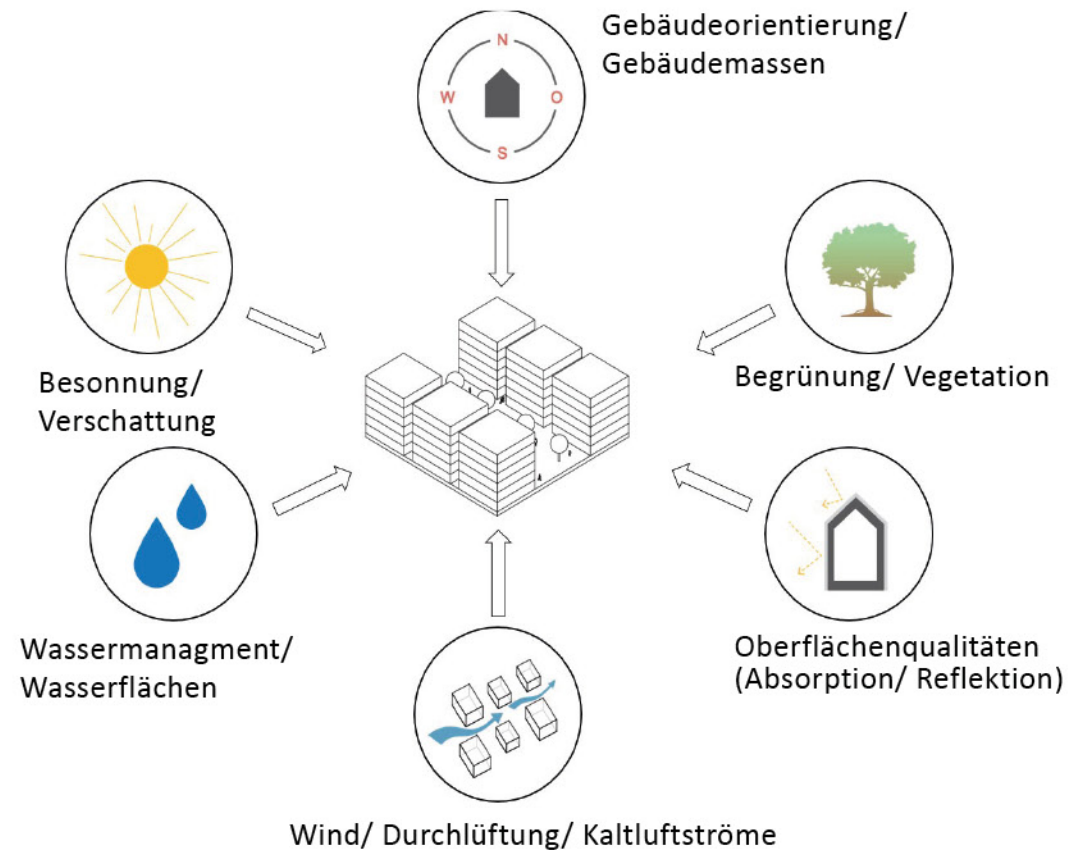 Gebäudeorientierung/
Gebäudemassen
N
W
O
S
Besonnung/
Verschattung
Begrünung/ Vegetation
Wassermanagment/
Wasserflächen
Oberflächenqualitäten
(Absorption/ Reflektion)
Wind/ Durchlüftung/ Kaltluftströme